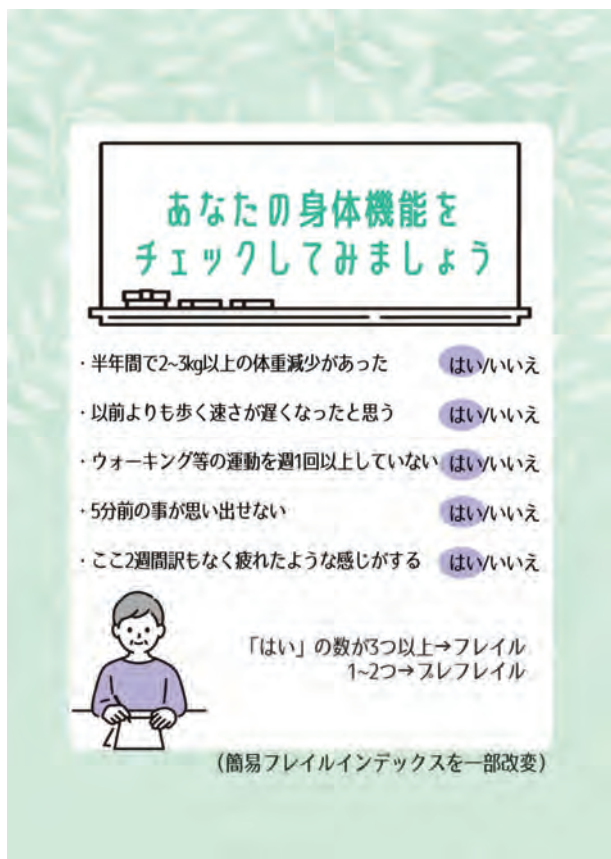 あなたの身体機能を
チェックしてみましょう
・半年間で2~3kg以上の体重減少があった はい/いいえ
・以前よりも歩く速さが遅くなったと思う はい/いいえ
・ウォーキング等の運動を週1回以上していない はい/いいえ
・5分前の事が思い出せない はい/いいえ
・ここ2週間訳もなく疲れたような感じがする はい/いいえ
「はい」の数が3つ以上→フレイル
1~2つ→プレフレイル
(簡易フレイルインデックスを一部改変)